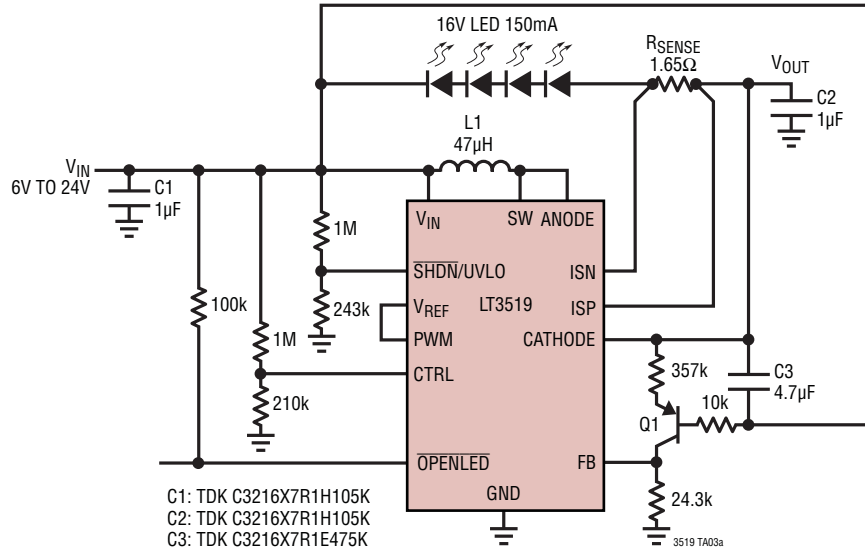 16V LED 150mA
RSENSE
1.65Ω
VOUT
C2
1µF
L1
47µH
VIN
6V TO 24V
C1
1µF
VIN
SW
ANODE
1M
SHDN/UVLO
ISN
100k
243k
VREF
LT3519
ISP
PWM
CATHODE
1M
CTRL
357k
C3
4.7µF
210k
Q1
10k
OPENLED
FB
GND
24.3k
C1: TDK C3216X7R1H105K
C2: TDK C3216X7R1H105K
C3: TDK C3216X7R1E475K
3519 TA03a